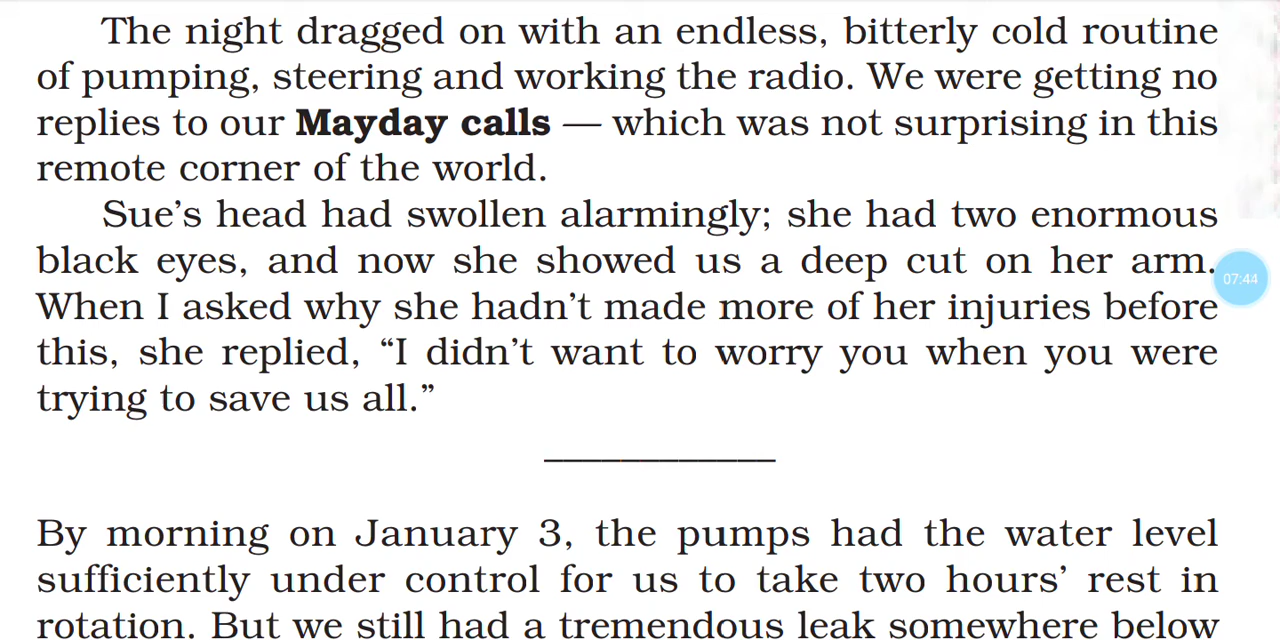 The night dragged on with an endless, bitterly cold routine
of pumping, steering and working the radio. We were getting no
replies to our Mayday calls — which was not surprising in this
remote corner of the world.
Sue’s head had swollen alarmingly; she had two enormous
black eyes, and now she showed us a deep cut on her arm.
07:44
When I asked why she hadn’t made more of her injuries before
this, she replied, “I didn’t want to worry you when you were
trying to save us all.”
By morning on January 3, the pumps had the water level
sufficiently under control for us to take two hours’ rest in
rotation. But we still had a tremendous leak somewhere below